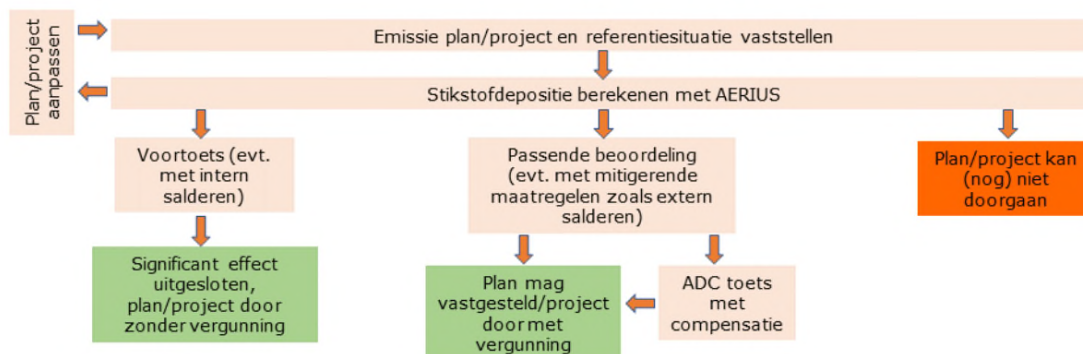 Plan/project
aanpassen
Emissie plan/project en referentiesituatie vaststellen
Stikstofdepositie berekenen met AERIUS
Voortoets (evt.
met intern
salderen)
Passende beoordeling
(evt. met mitigerende
maatregelen zoals extern
salderen)
Plan/project kan
(nog) niet
doorgaan
Significant effect
uitgesloten,
plan/project door
zonder vergunning
Plan mag
vastgesteld/project
door met
vergunning
ADC toets
met
compensatie